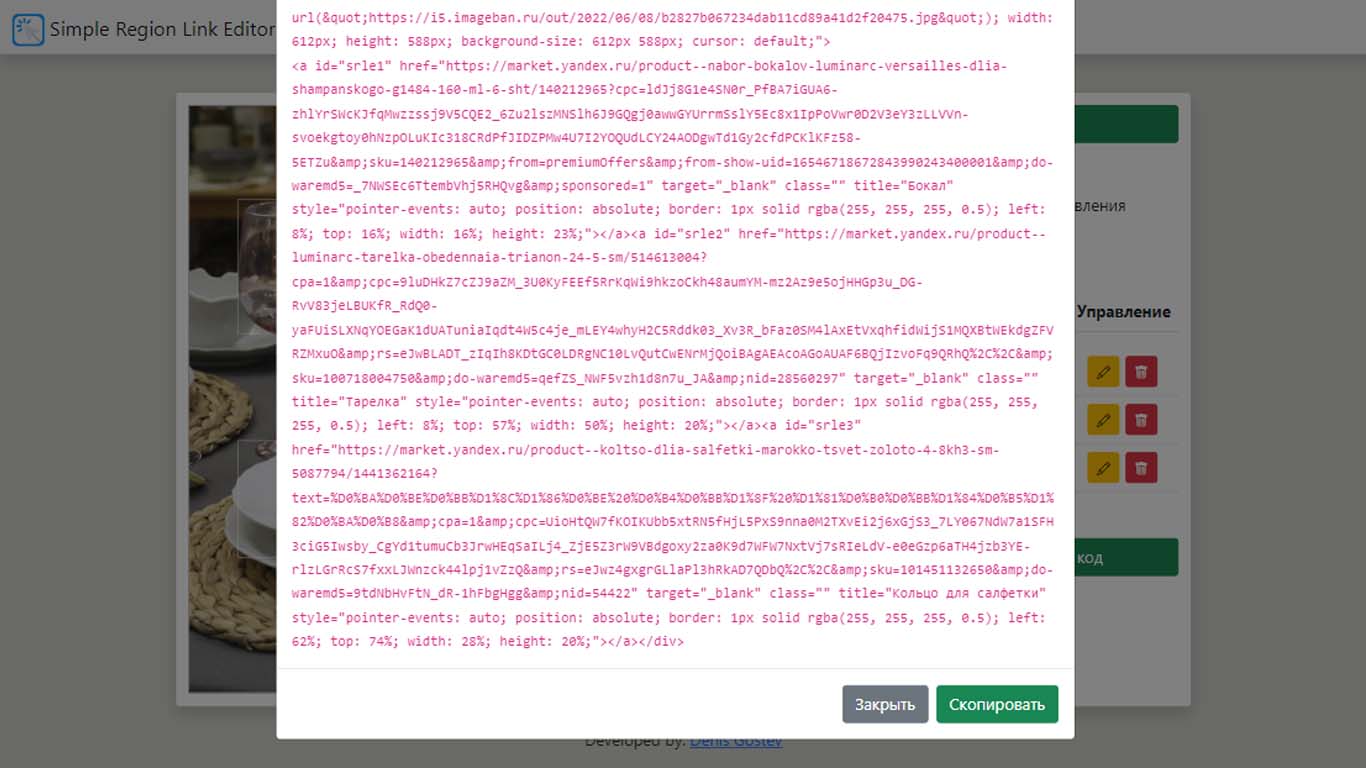 Simple Region Link Editor
url(&quot;https://i5.imageban.ru/out/2022/06/08/b2827b067234dab11cd89a41d2f20475.jpg&quot;); width:
612px; height: 588px; background-size: 612px 588px; cursor: default;">
<a id="srle1" href="https://market.yandex.ru/product--nabor-bokalov-luminarc-versailles-dlia-
shampanskogo-g1484-160-ml-6-sht/140212965?cpc=ldJj8G1e4SN0r_PfBA7iGUA6-
zhlYrSWcKJfqMwzzssj9V5CQE2_6Zu2lszMNSlh6J9GQgj0awwGYUrrmSslY5Ec8x1IpPoVwr0D2V3eY3zLLVVn-
svoekgtoy0hNzpOLuKIc318CRdPfJIDZPMw4U7I2YOQUdLCY24AODgwTd1Gy2cfdPCKlKFz58-
5ETZu&amp;sku=140212965&amp;from=premiumOffers&amp;from-show-uid=16546718672843990243400001&amp;do-
waremd5=_7NWSEc6TtembVhj5RHQvg&amp;sponsored=1" target="_blank" class="" title="Бокал"
style="pointer-events: auto; position: absolute; border: 1px solid rgba(255, 255, 255, 0.5); left:
8%; top: 16%; width: 16%; height: 23%;"></a><a id="srle2" href="https://market.yandex.ru/product--
luminarc-tarelka-obedennaia-trianon-24-5-sm/514613004?
cpa=1&amp;cpc=9luDHkZ7cZJ9aZM_3U0KyFEEf5RrKqWi9hkzoCkh48aumYM-mz2Az9e5ojHHGp3u_DG-
RvV83jeLBUKfR_RdQ0-
yaFUiSLXNqYOEGaK1dUATuniaIqdt4W5c4je_mLEY4whyH2C5Rddk03_Xv3R_bFaz0SM4lAxEtVxqhfidWijS1MQXBtWEkdgZFV
RZMxuO&amp;rs=eJwBLADT_zIqIh8KDtGC0LDRgNC10LvQutCwENrMjQoiBAgAEAcoAGoAUAF6BQjIzvoFq9QRhQ%2C%2C&amp;
sku=100718004750&amp;do-waremd5=qefZS_NWF5vzh1d8n7u_JA&amp;nid=28560297" target="_blank" class=""
title="Тарелка" style="pointer-events: auto; position: absolute; border: 1px solid rgba(255, 255,
255, 0.5); left: 8%; top: 57%; width: 50%; height: 20%;"></a><a id="srle3"
href="https://market.yandex.ru/product--koltso-dlia-salfetki-marokko-tsvet-zoloto-4-8kh3-sm-
5087794/1441362164?
text=%D0%BA%D0%BE%D0%BB%D1%8C%D1%86%D0%BE%20%D0%B4%D0%BB%D1%8F%20%D1%81%D0%B0%D0%BB%D1%84%D0%B5%D1%
82%D0%BA%D0%B8&amp;cpa=1&amp;cpc=UioHtQW7fKOIKUbb5xtRN5fHjL5PxS9nna0M2TXvEi2j6xGjS3_7LY067NdW7a1SFH
3ciG5Iwsby_CgYd1tumuCb3JrwHEqSaILj4_ZjE5Z3rW9VBdgoxy2za0K9d7WFW7NxtVj7sRIeLdV-e0eGzp6aTH4jzb3YE-
rlzLGrRcS7fXxLJWnzck44lpj1vZzQ&amp;rs=eJwz4gxgrGLlaPl3hRkAD7QDbQ%2C%2C&amp;sku=101451132650&amp;do-
waremd5=9tdNbHvFtN_dR-1hFbgHgg&amp;nid=54422" target="_blank" class="" title="Кольцо для салфетки"
style="pointer-events: auto; position: absolute; border: 1px solid rgba(255, 255, 255, 0.5); left:
62%; top: 74%; width: 28%; height: 20%;"></a></div>
вления
Управление
код
Закрыть
Скопировать
Developed by: Denis Gostev